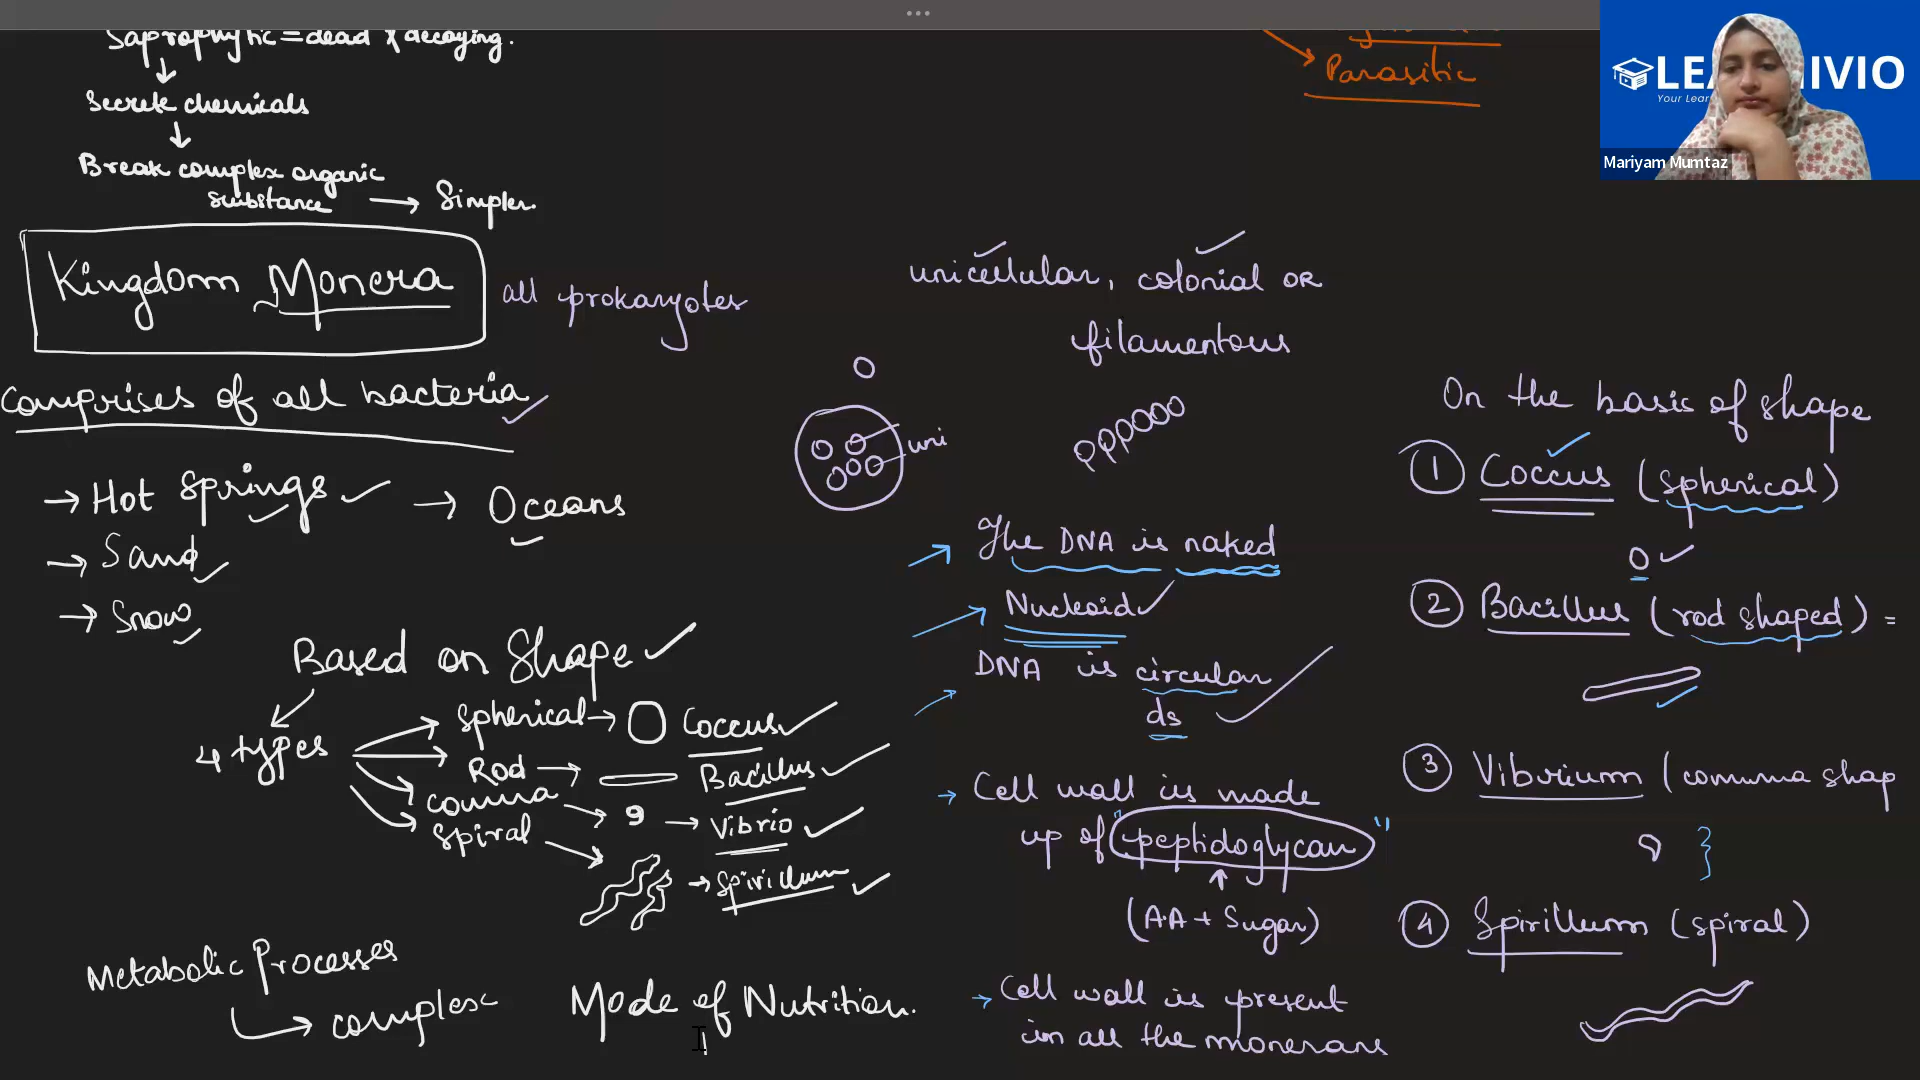 Saprophytic = dead & decaying.
↓
Secrete chemicals
↓
Break complex organic
substance → Simpler.
Kingdom Monera
all prokaryotes
comprises of all bacteria
→ Hot springs → Oceans
→ Sand
→ Snow
Based on Shape
4 types
Spherical → Coccus
Rod → Bacillus
comma → 9 → Vibrio
Spiral → Spirillum
Metabolic Processes
→ complex
Mode of Nutrition.
Parasitic
unicellular, colonial or
filamentous
uni
→ The DNA is naked
→ Nucleoid
→ DNA is circular
ds
→ Cell wall is made
up of "peptidoglycan"
(A.A + Sugar)
→ Cell wall is present
in all the monerans
On the basis of shape
① Coccus (spherical)
② Bacillus (rod shaped) =
③ Vibrium (comma shap
④ Spirillum (spiral)
LEA IVIO
Your Lear
Mariyam Mumtaz